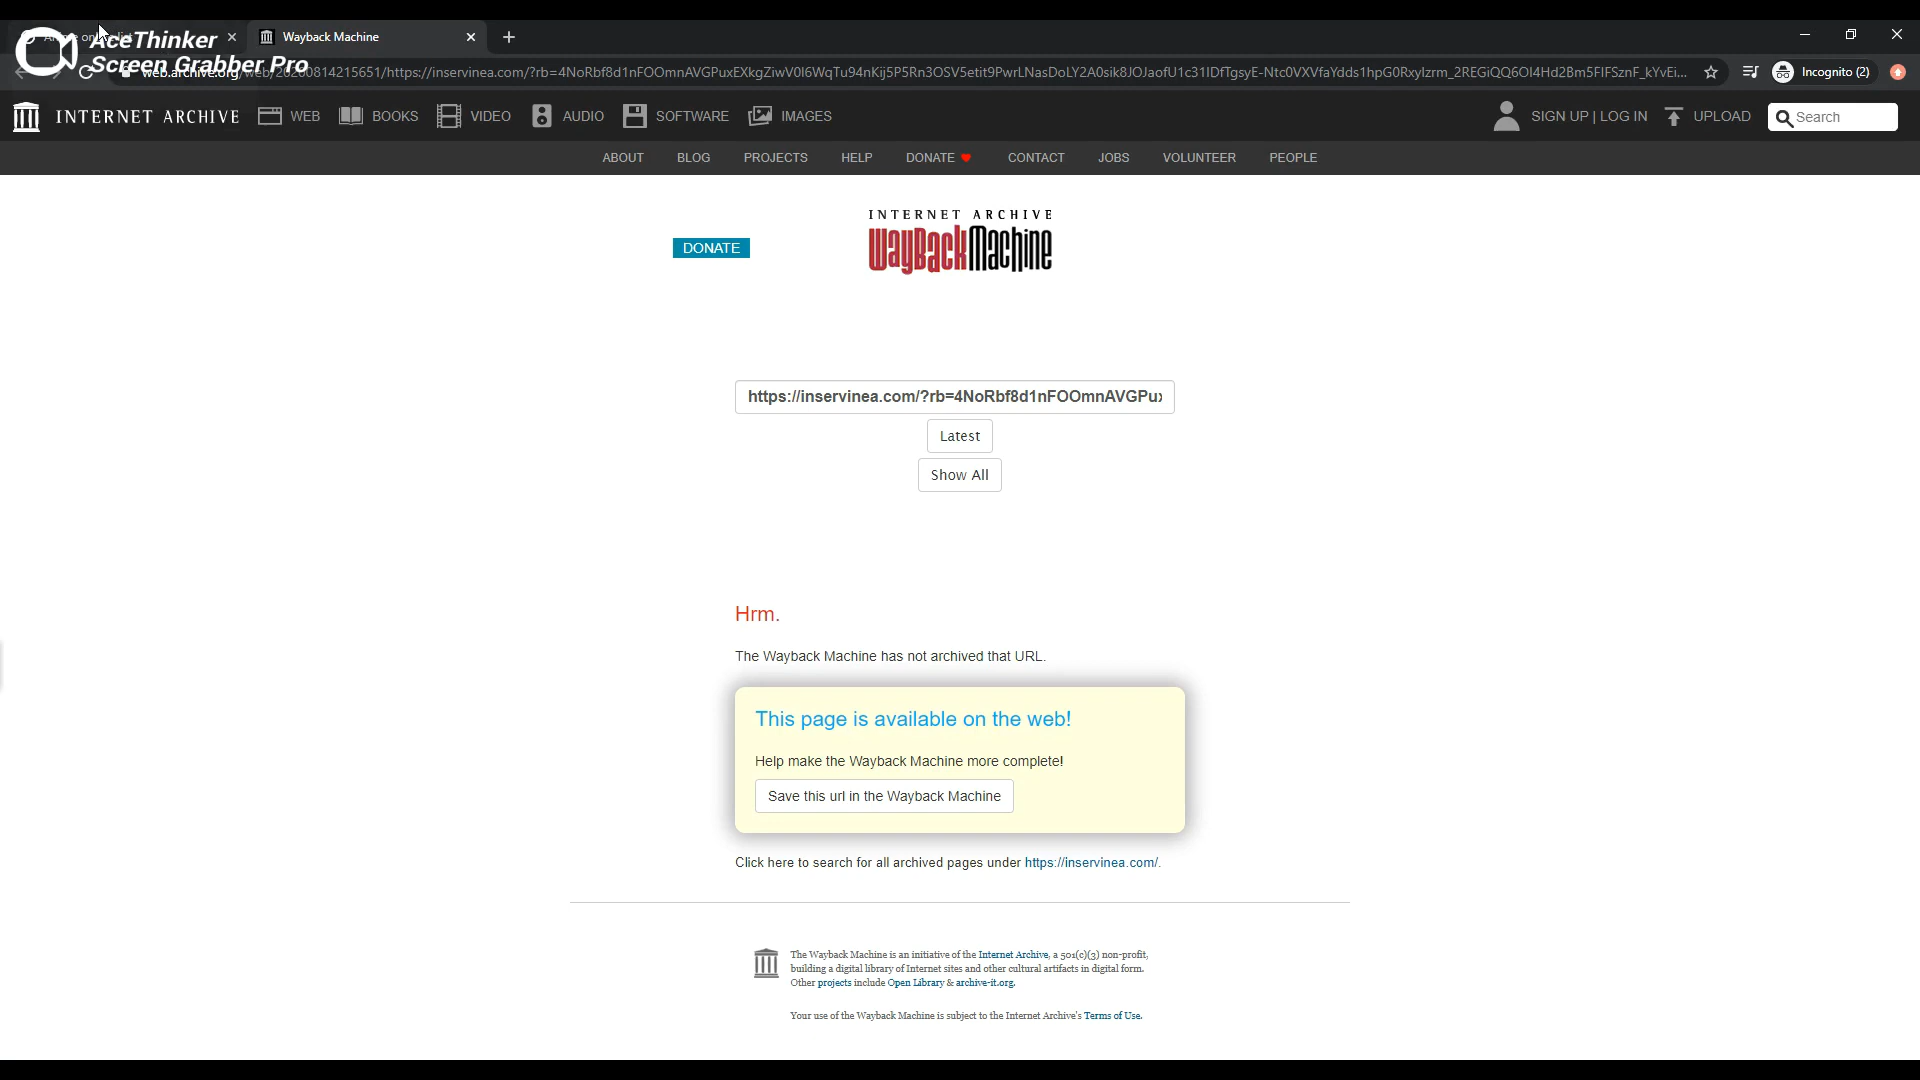 Wayback Machine
AceThinker
Screen Grabber Pro
web.archive.org/web/20200814215651/https://inservinea.com/?rb=
Incognito (2)
INTERNET ARCHIVE WEB BOOKS VIDEO AUDIO SOFTWARE IMAGES SIGN UP | LOG IN UPLOAD Search
ABOUT BLOG PROJECTS HELP DONATE CONTACT JOBS VOLUNTEER PEOPLE
INTERNET ARCHIVE
WayBackMachine
DONATE
https://inservinea.com/?rb=4NoRbf8d1nFOOmnAVGPux
Latest
Show All
Hrm.
The Wayback Machine has not archived that URL.
This page is available on the web!
Help make the Wayback Machine more complete!
Save this url in the Wayback Machine
Click here to search for all archived pages under https://inservinea.com/.
The Wayback Machine is an initiative of the Internet Archive, a 501(c)(3) non-profit,
building a digital library of Internet sites and other cultural artifacts in digital form.
Other projects include Open Library & archive-it.org.
Your use of the Wayback Machine is subject to the Internet Archive's Terms of Use.